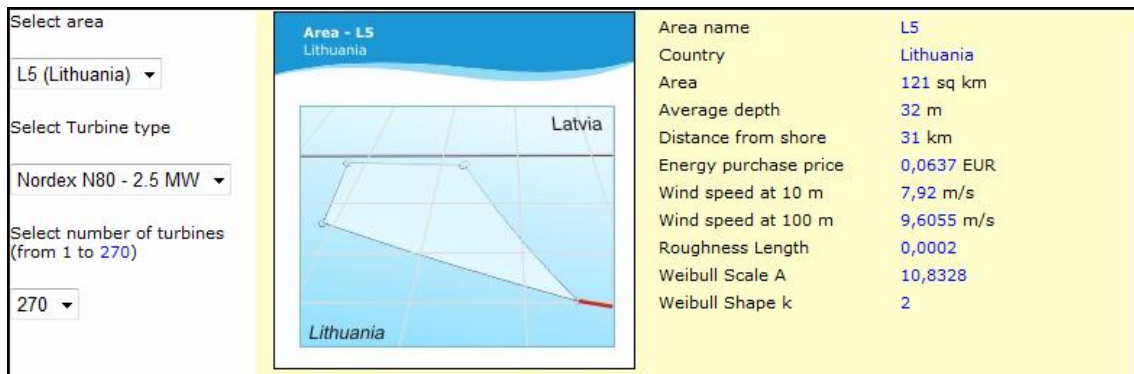 Select area
L5 (Lithuania)
Select Turbine type
Nordex N80 - 2.5 MW
Select number of turbines
(from 1 to 270)
270
Area - L5
Lithuania
Latvia
Lithuania
Area name L5
Country Lithuania
Area 121 sq km
Average depth 32 m
Distance from shore 31 km
Energy purchase price 0,0637 EUR
Wind speed at 10 m 7,92 m/s
Wind speed at 100 m 9,6055 m/s
Roughness Length 0,0002
Weibull Scale A 10,8328
Weibull Shape k 2